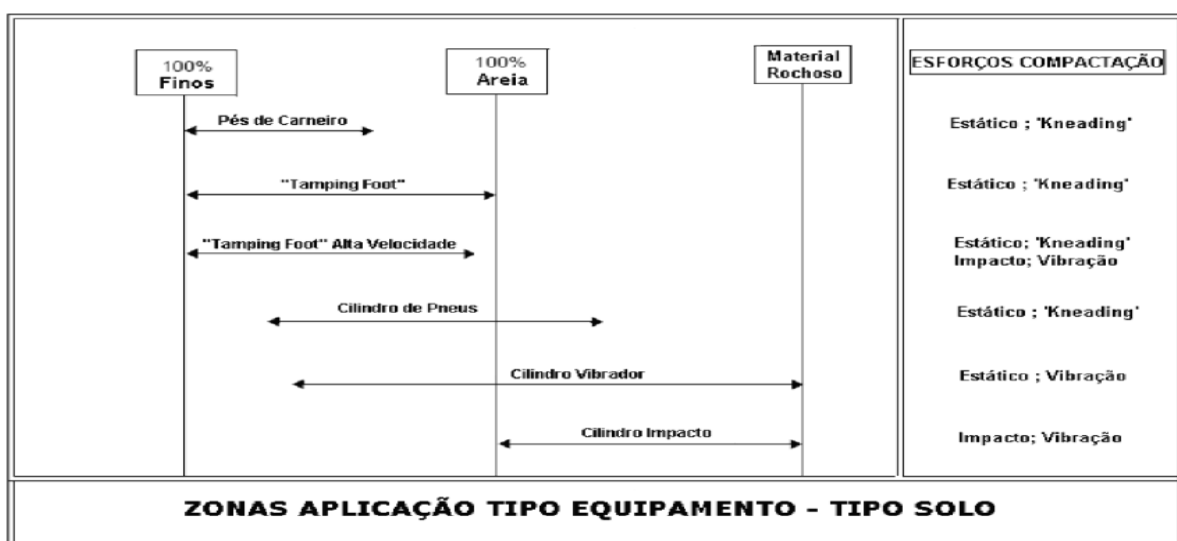 100%
Finos
100%
Areia
Material
Rochoso
ESFORÇOS COMPACTAÇÃO
Pés de Carneiro
Estático ; 'Kneading'
"Tamping Foot"
Estático ; 'Kneading'
"Tamping Foot" Alta Velocidade
Estático; 'Kneading'
Impacto; Vibração
Cilindro de Pneus
Estático ; 'Kneading'
Cilindro Vibrador
Estático ; Vibração
Cilindro Impacto
Impacto; Vibração
ZONAS APLICAÇÃO TIPO EQUIPAMENTO - TIPO SOLO